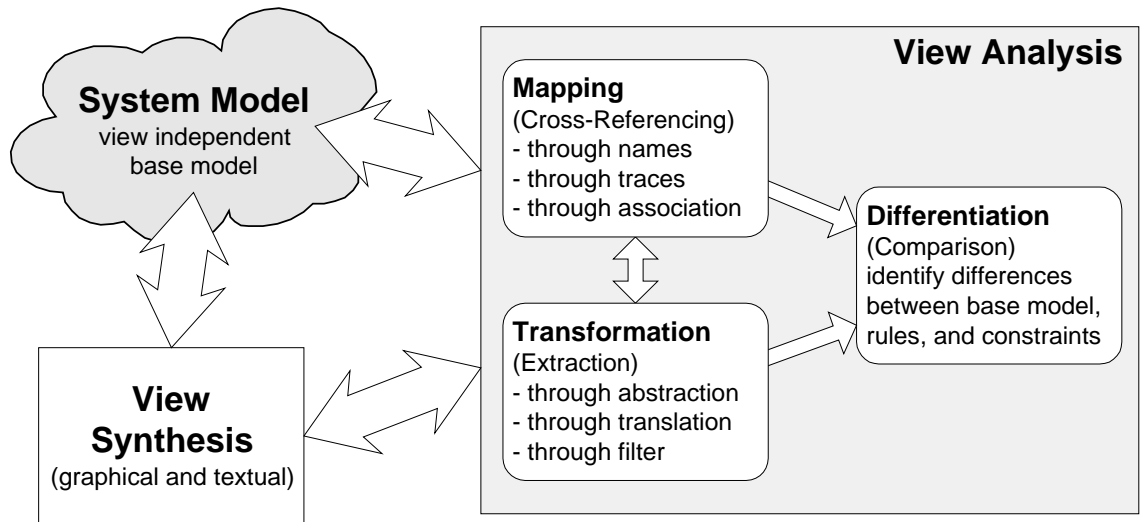 System Model
view independent
base model
View
Synthesis
(graphical and textual)
View Analysis
Mapping
(Cross-Referencing)
- through names
- through traces
- through association
Transformation
(Extraction)
- through abstraction
- through translation
- through filter
Differentiation
(Comparison)
identify differences
between base model,
rules, and constraints